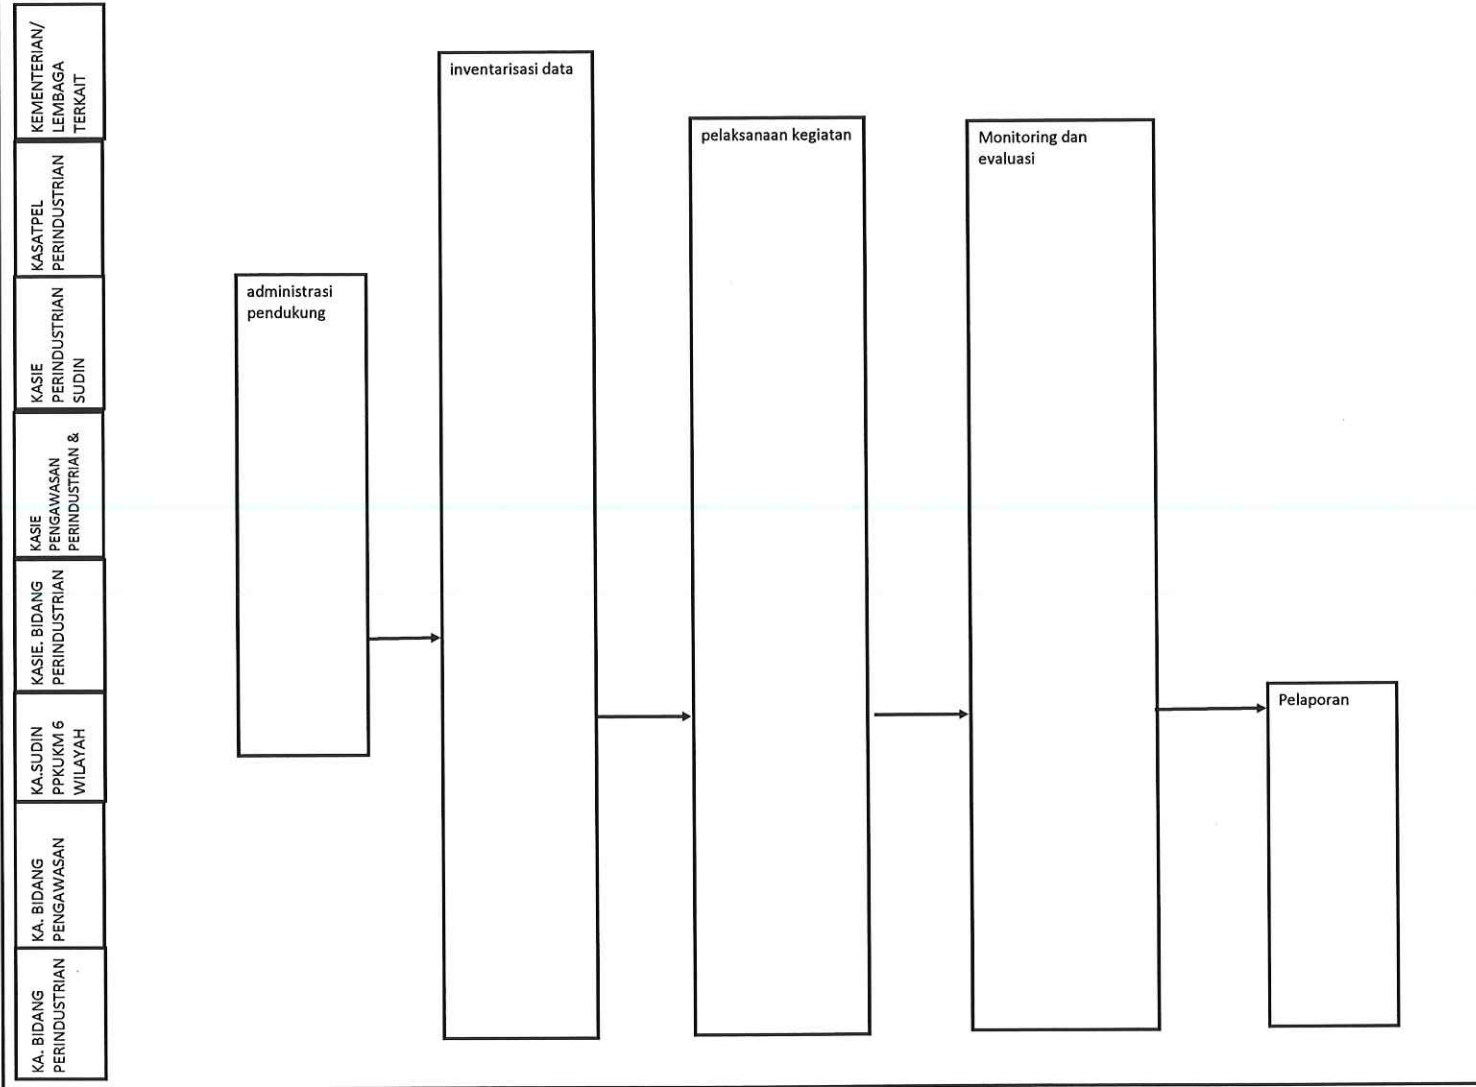 KEMENTERIAN/
LEMBAGA
TERKAIT
KASATPEL
PERINDUSTRIAN
KASIE
PERINDUSTRIAN
SUDIN
KASIE
PENGAWASAN
PERINDUSTRIAN &
KASIE. BIDANG
PERINDUSTRIAN
KA.SUDIN
PPKUKM 6
WILAYAH
KA. BIDANG
PENGAWASAN
KA. BIDANG
PERINDUSTRIAN
administrasi
pendukung
inventarisasi data
pelaksanaan kegiatan
Monitoring dan
evaluasi
Pelaporan